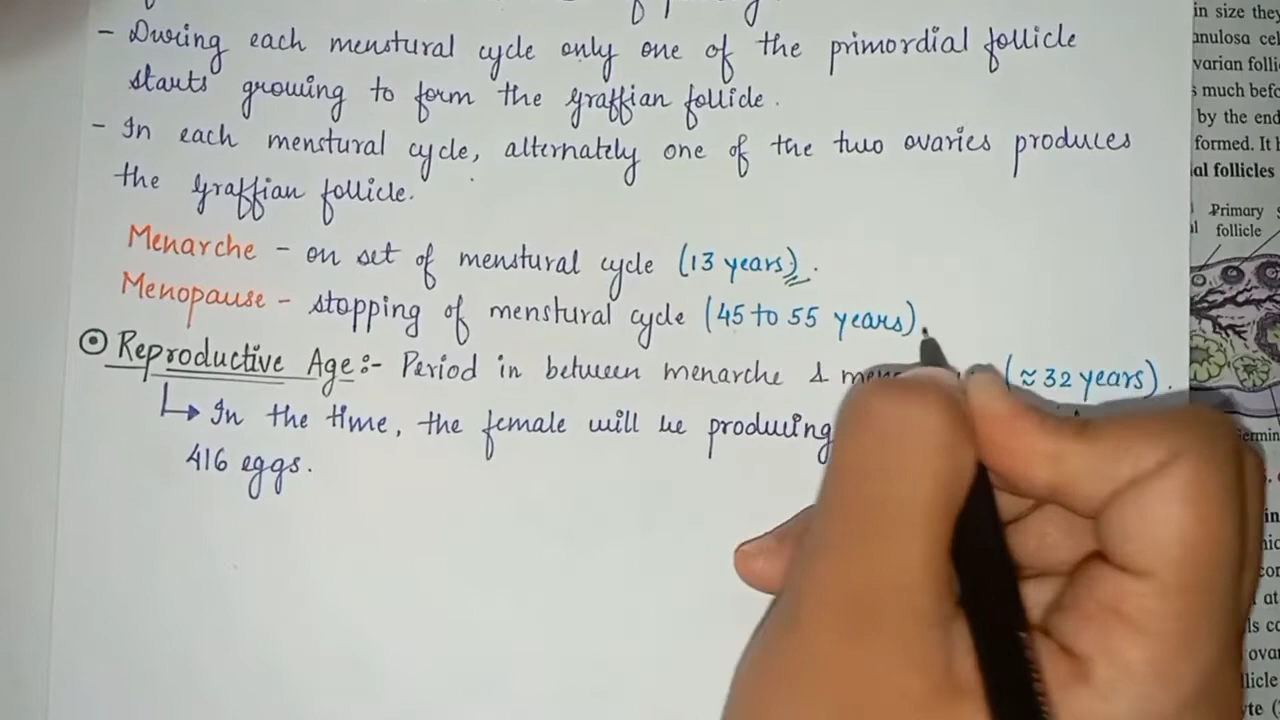 - During each menstural cycle only one of the primordial follicle
starts growing to form the Graffian follicle.
- In each menstural cycle, alternately one of the two ovaries produces
the Graffian follicle.
Menarche - on set of menstural cycle (13 years).
Menopause - stopping of menstural cycle (45 to 55 years)
Reproductive Age:- Period in between menarche & (≈ 32 years).
In the time, the female will be producing
416 eggs.
in size they
varian folli
s much befo
by the end
formed. It h
al follicles
Primary
follicle